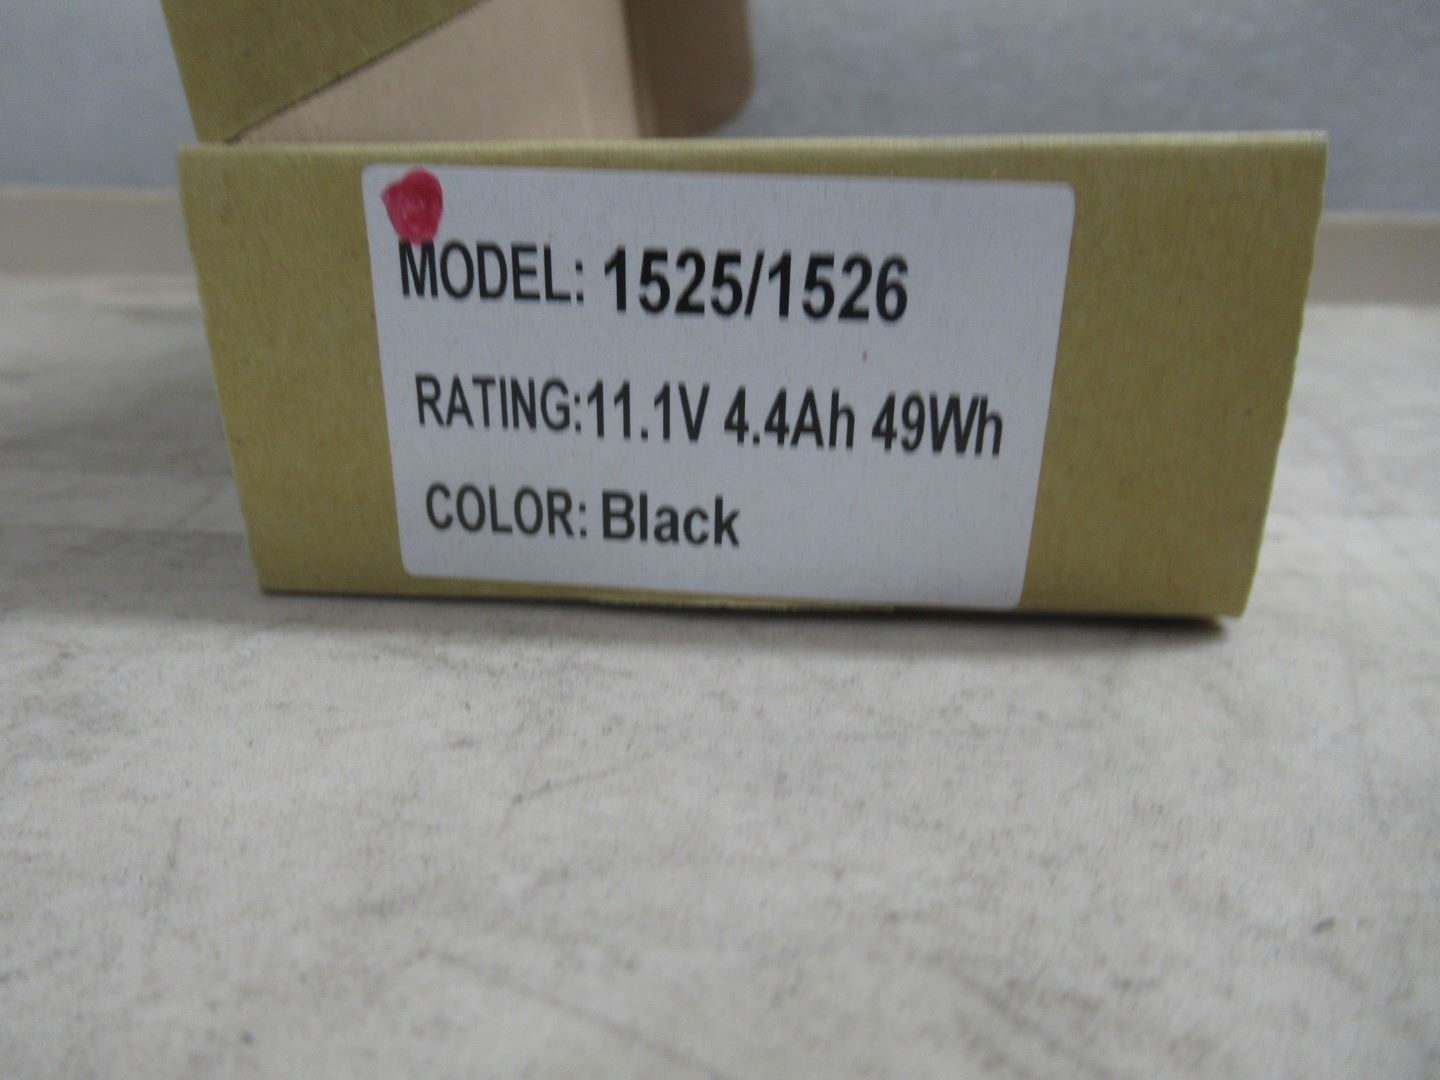 MODEL: 1525/1526
RATING:11.1V 4.4Ah 49Wh
COLOR: Black